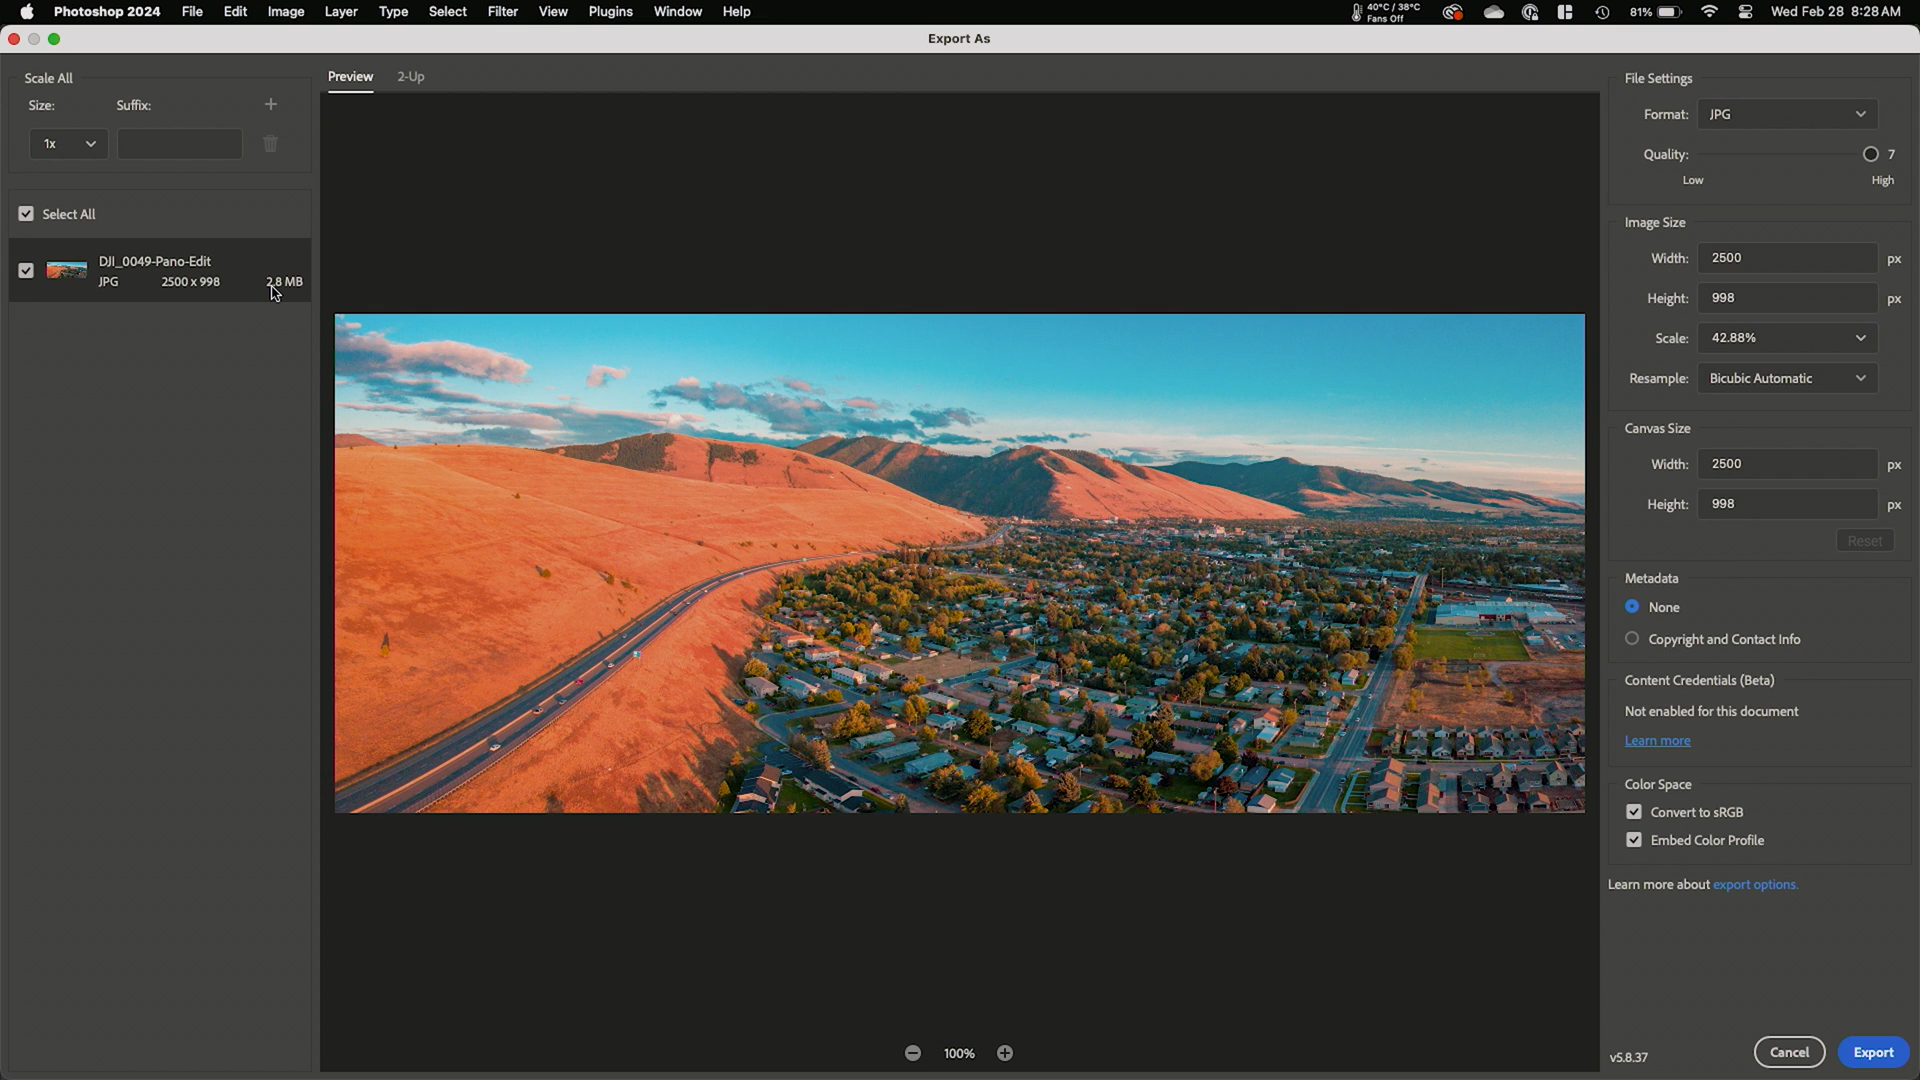 Photoshop 2024 File Edit Image Layer Type Select Filter View Plugins Window Help 40°C / 38°C Fans Off 81% Wed Feb 28 8:28 AM
Export As
Scale All
Size: Suffix:
1x
Select All
DJI_0049-Pano-Edit
JPG 2500 x 998 2.8 MB
Preview 2-Up
100%
File Settings
Format: JPG
Quality: 7
Low High
Image Size
Width: 2500 px
Height: 998 px
Scale: 42.88%
Resample: Bicubic Automatic
Canvas Size
Width: 2500 px
Height: 998 px
Reset
Metadata
None
Copyright and Contact Info
Content Credentials (Beta)
Not enabled for this document
Learn more
Color Space
Convert to sRGB
Embed Color Profile
Learn more about export options.
v5.8.37 Cancel Export